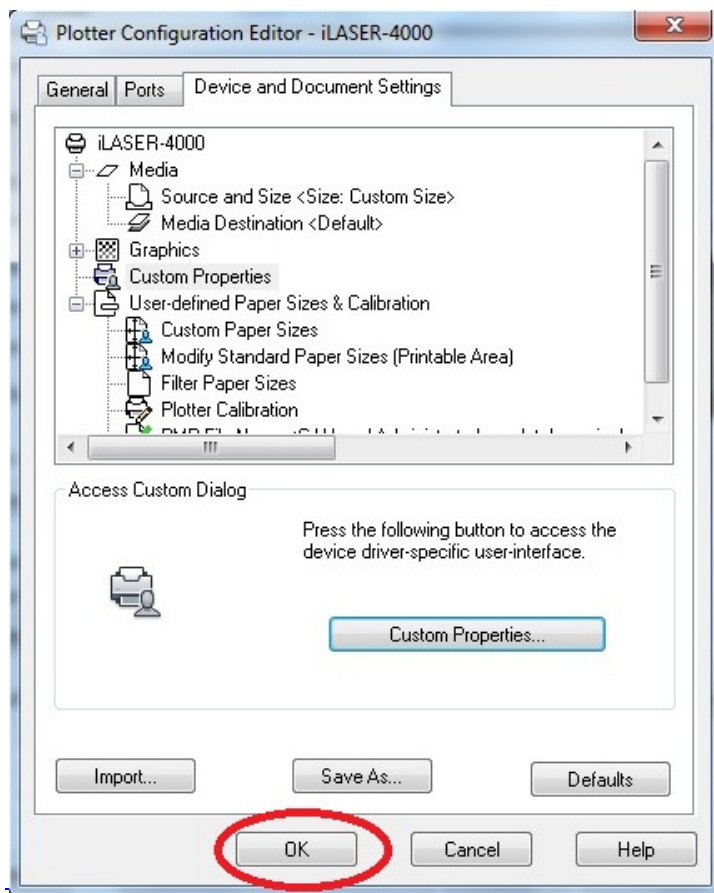 Plotter Configuration Editor - iLASER-4000
General Ports Device and Document Settings
iLASER-4000
Media
Source and Size <Size: Custom Size>
Media Destination <Default>
Graphics
Custom Properties
User-defined Paper Sizes & Calibration
Custom Paper Sizes
Modify Standard Paper Sizes (Printable Area)
Filter Paper Sizes
Plotter Calibration
Access Custom Dialog
Press the following button to access the
device driver-specific user-interface.
Custom Properties...
Import... Save As... Defaults
OK Cancel Help